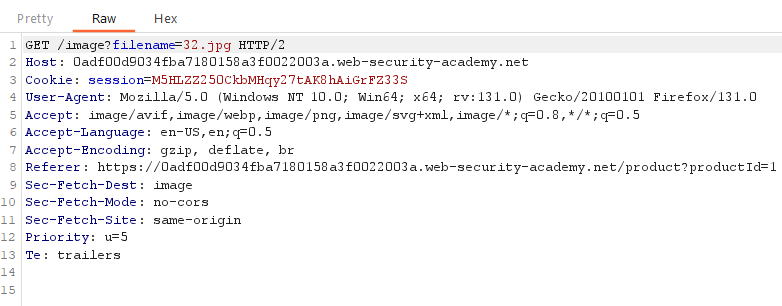 Pretty Raw Hex
1 GET /image?filename=32.jpg HTTP/2
2 Host: 0adf00d9034fba7180158a3f0022003a.web-security-academy.net
3 Cookie: session=M5HLZZ25OCkbMHqy27tAK8hAiGrFZ33S
4 User-Agent: Mozilla/5.0 (Windows NT 10.0; Win64; x64; rv:131.0) Gecko/20100101 Firefox/131.0
5 Accept: image/avif,image/webp,image/png,image/svg+xml,image/*;q=0.8,*/*;q=0.5
6 Accept-Language: en-US,en;q=0.5
7 Accept-Encoding: gzip, deflate, br
8 Referer: https://0adf00d9034fba7180158a3f0022003a.web-security-academy.net/product?productId=1
9 Sec-Fetch-Dest: image
10 Sec-Fetch-Mode: no-cors
11 Sec-Fetch-Site: same-origin
12 Priority: u=5
13 Te: trailers
14
15